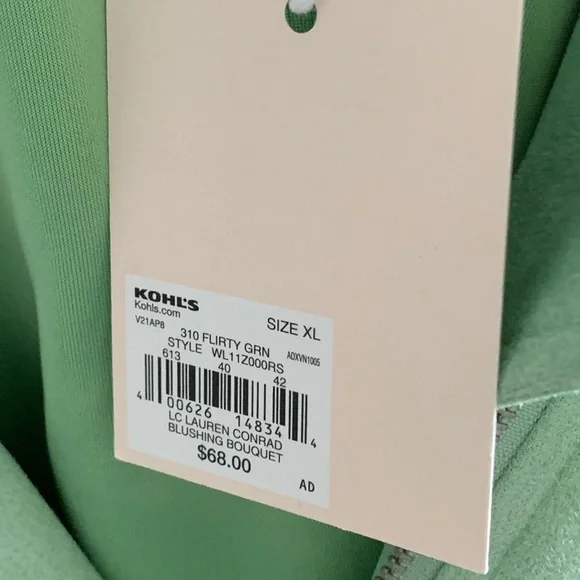 KOHL'S
Kohls.com SIZE XL
V21AP8 310 FLIRTY GRN ADXVN1005
STYLE WL11Z000RS
613 40 42
4 00626 14834 4
LC LAUREN CONRAD
BLUSHING BOUQUET
$68.00 AD